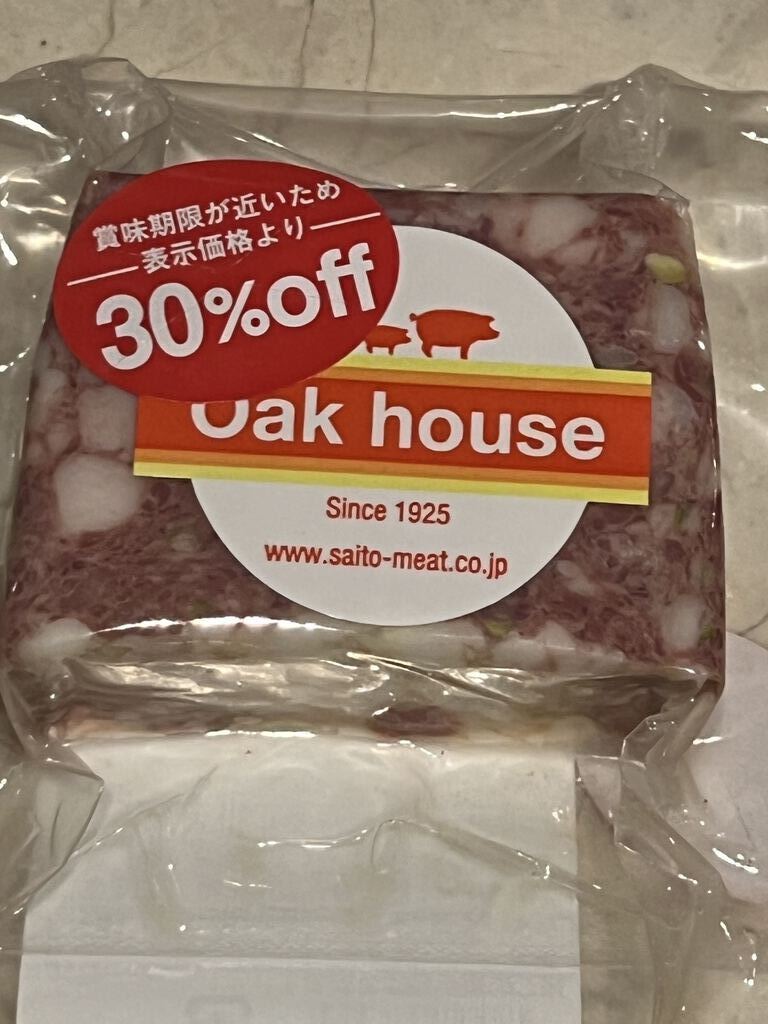 賞味期限が近いため
表示価格より
30%off
Oak house
Since 1925
www.saito-meat.co.jp